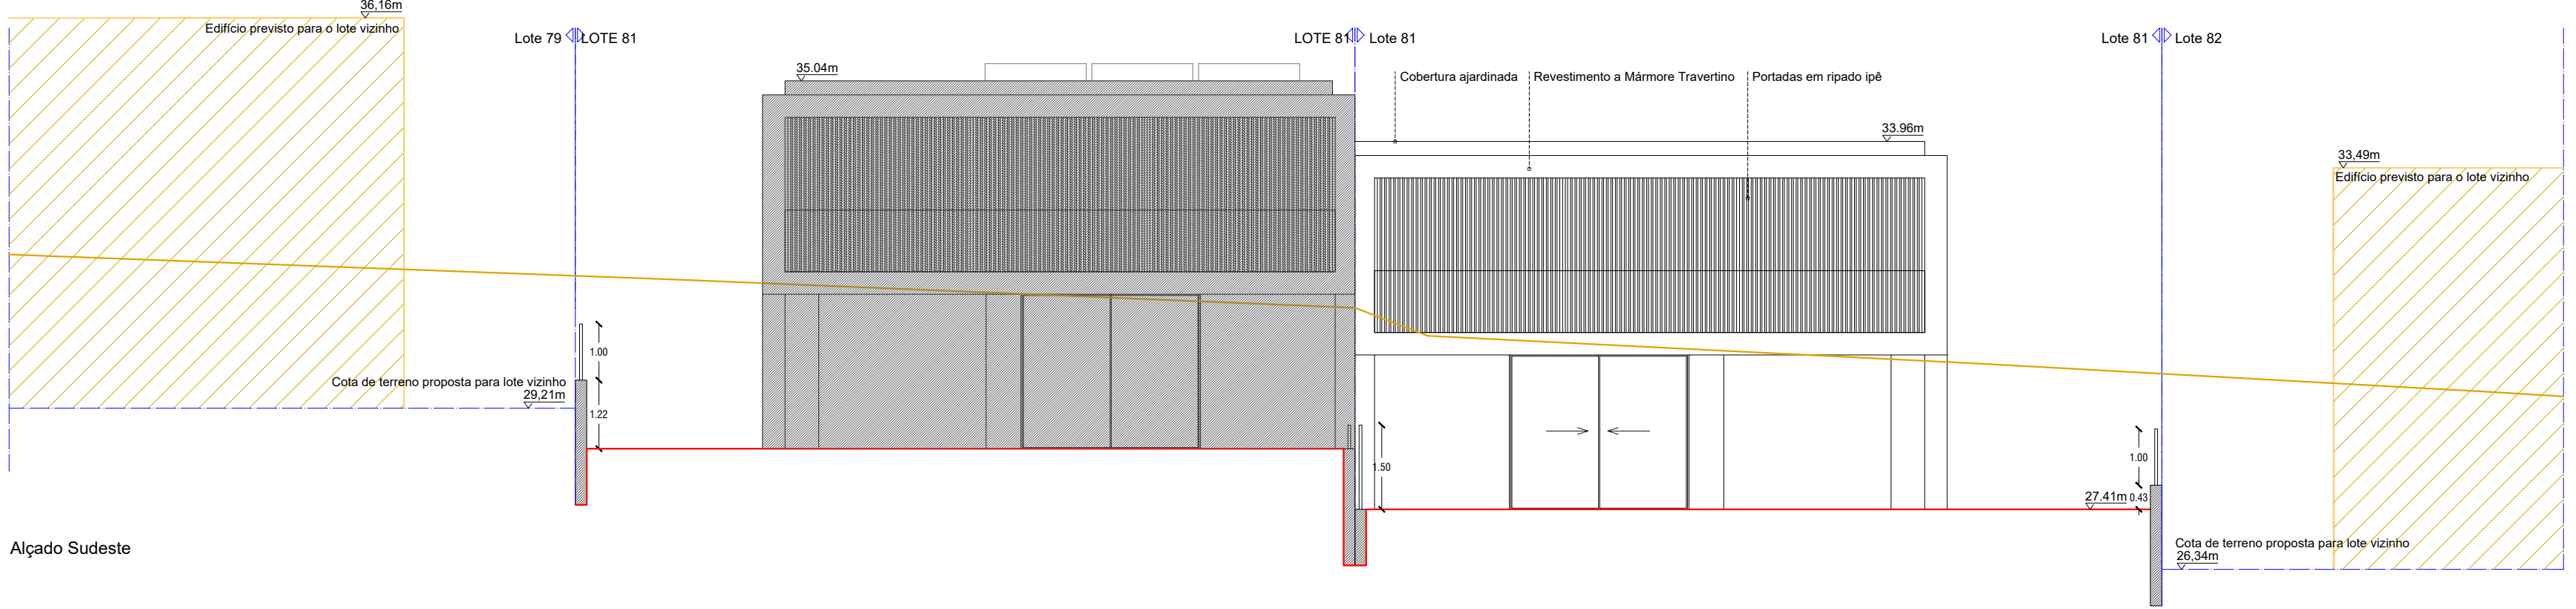 36,16m
Edifício previsto para o lote vizinho
Lote 79
LOTE 81
LOTE 81
Lote 81
Lote 81
Lote 82
35.04m
Cobertura ajardinada
Revestimento a Mármore Travertino
Portadas em ripado ipê
33.96m
33,49m
Edifício previsto para o lote vizinho
1.00
Cota de terreno proposta para lote vizinho
29,21m
1.22
1.50
1.00
27.41m
0.43
Alçado Sudeste
Cota de terreno proposta para lote vizinho
26,34m